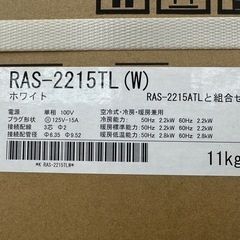 RAS-2215TL(W)
ホワイト
RAS-2215ATLと組合せ
電源 単相 100V
プラグ形状 125V-15A
接続配線 3芯 Φ2
接続配管 Φ6.35 Φ9.52
空冷式・冷房・暖房兼用
冷房能力: 50Hz 2.2kW 60Hz 2.2kW
暖房標準能力: 50Hz 2.2kW 60Hz 2.2kW
暖房能力: 50Hz 2.8kW 60Hz 2.8kW
*K RAS-2215TLW*
11kg